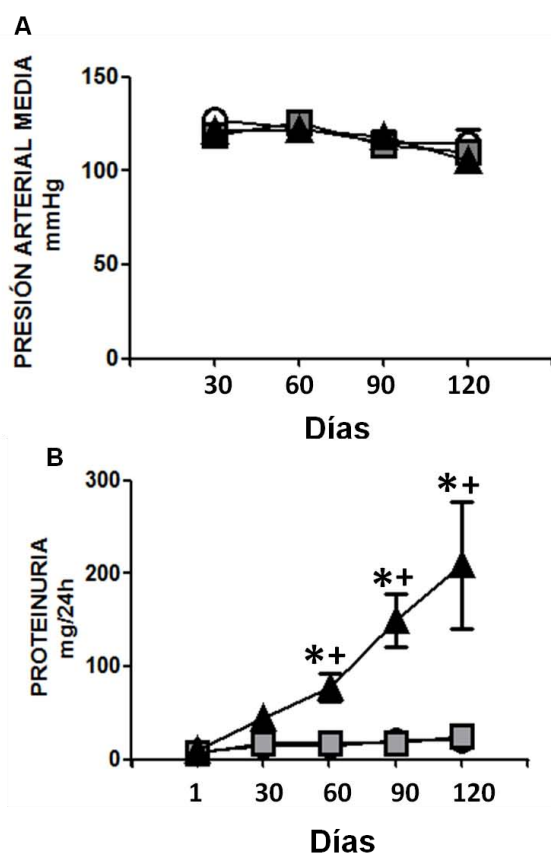 A
PRESIÓN ARTERIAL MEDIA
mmHg
150
100
50
0
30 60 90 120
Días
B
PROTEINURIA
mg/24h
300
200
100
0
*+
*+
*+
1 30 60 90 120
Días